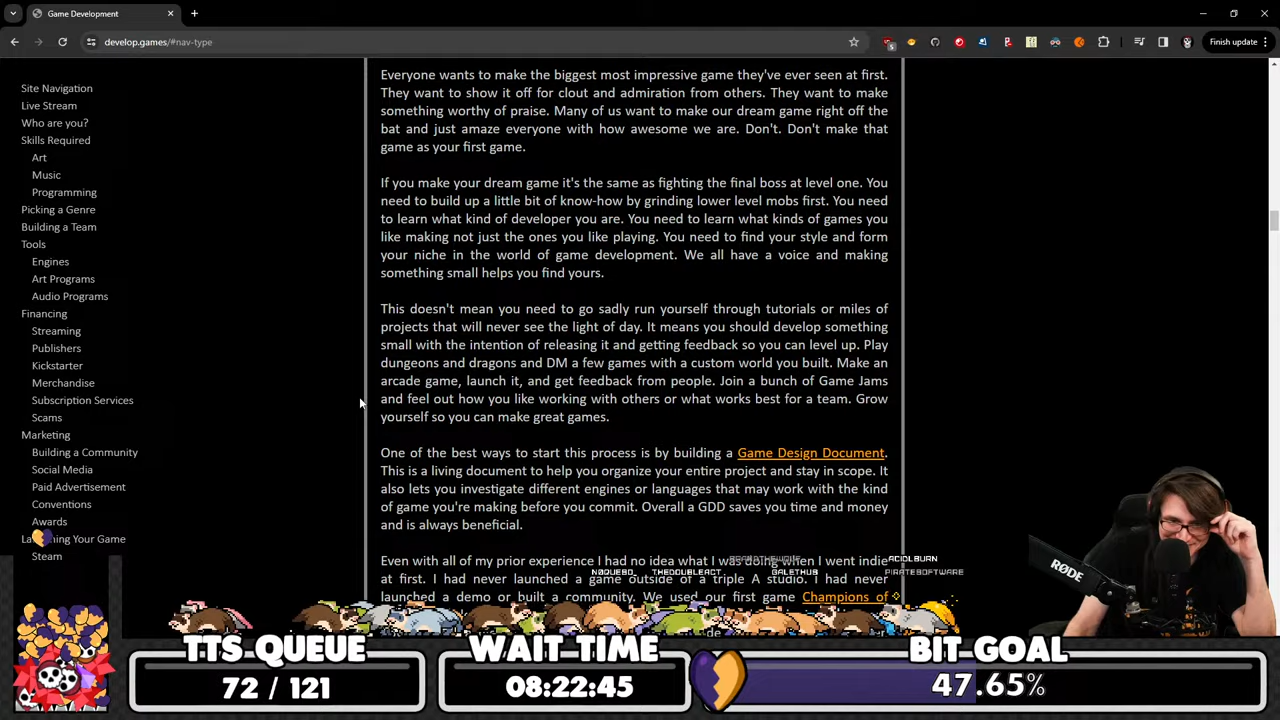 Game Development
develop.games/#nav-type
Finish update
Site Navigation
Live Stream
Who are you?
Skills Required
Art
Music
Programming
Picking a Genre
Building a Team
Tools
Engines
Art Programs
Audio Programs
Financing
Streaming
Publishers
Kickstarter
Merchandise
Subscription Services
Scams
Marketing
Building a Community
Social Media
Paid Advertisement
Conventions
Awards
Your Game
Steam
Everyone wants to make the biggest most impressive game they've ever seen at first.
They want to show it off for clout and admiration from others. They want to make
something worthy of praise. Many of us want to make our dream game right off the
bat and just amaze everyone with how awesome we are. Don't. Don't make that
game as your first game.
If you make your dream game it's the same as fighting the final boss at level one. You
need to build up a little bit of know-how by grinding lower level mobs first. You need
to learn what kind of developer you are. You need to learn what kinds of games you
like making not just the ones you like playing. You need to find your style and form
your niche in the world of game development. We all have a voice and making
something small helps you find yours.
This doesn't mean you need to go sadly run yourself through tutorials or miles of
projects that will never see the light of day. It means you should develop something
small with the intention of releasing it and getting feedback so you can level up. Play
dungeons and dragons and DM a few games with a custom world you built. Make an
arcade game, launch it, and get feedback from people. Join a bunch of Game Jams
and feel out how you like working with others or what works best for a team. Grow
yourself so you can make great games.
One of the best ways to start this process is by building a Game Design Document.
This is a living document to help you organize your entire project and stay in scope. It
also lets you investigate different engines or languages that may work with the kind
of game you're making before you commit. Overall a GDD saves you time and money
and is always beneficial.
Even with all of my prior experience I had no idea what I was doing when I went indie
at first. I had never launched a game outside of a triple A studio. I had never
launched a demo or built a community. We used our first game Champions of
ACIDLBURN
THEDOUBLEACT
GALETHUB
PIRATESOFTWARE
RØDE
TTS QUEUE
72 / 121
WAIT TIME
08:22:45
BIT GOAL
47.65%